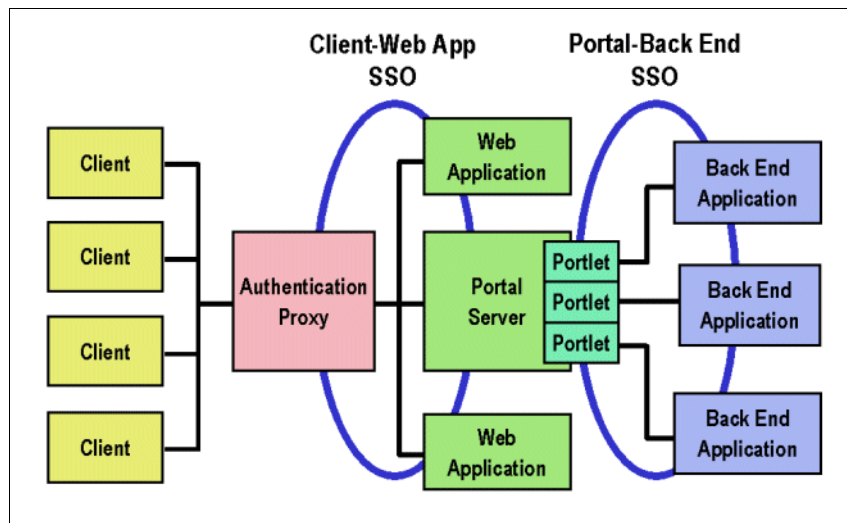 Client-Web App
SSO
Portal-Back End
SSO
Client
Client
Client
Client
Authentication
Proxy
Web
Application
Portal
Server
Web
Application
Portlet
Portlet
Portlet
Back End
Application
Back End
Application
Back End
Application